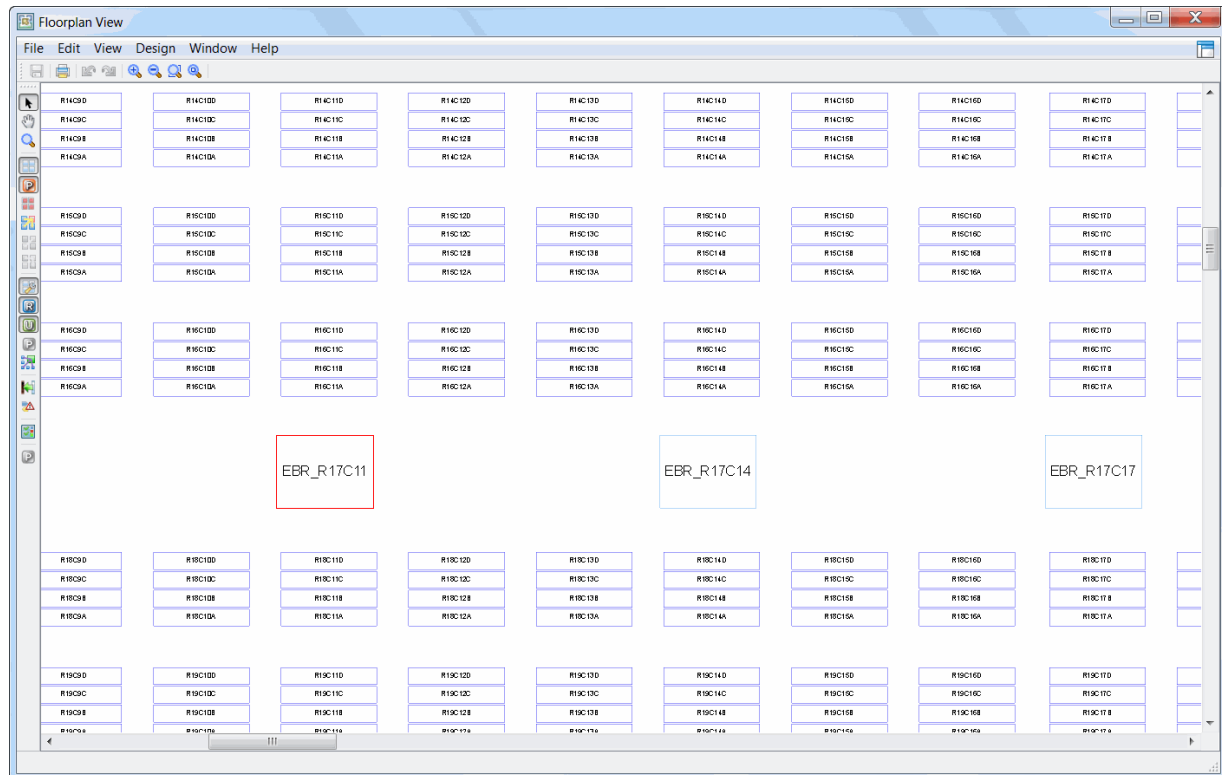 Floorplan View
File Edit View Design Window Help
R14C9D R14C10D R14C11D R14C12D R14C13D R14C14D R14C15D R14C16D R14C17D
R14C9C R14C10C R14C11C R14C12C R14C13C R14C14C R14C15C R14C16C R14C17C
R14C9B R14C10B R14C11B R14C12B R14C13B R14C14B R14C15B R14C16B R14C17B
R14C9A R14C10A R14C11A R14C12A R14C13A R14C14A R14C15A R14C16A R14C17A
R15C9D R15C10D R15C11D R15C12D R15C13D R15C14D R15C15D R15C16D R15C17D
R15C9C R15C10C R15C11C R15C12C R15C13C R15C14C R15C15C R15C16C R15C17C
R15C9B R15C10B R15C11B R15C12B R15C13B R15C14B R15C15B R15C16B R15C17B
R15C9A R15C10A R15C11A R15C12A R15C13A R15C14A R15C15A R15C16A R15C17A
R16C9D R16C10D R16C11D R16C12D R16C13D R16C14D R16C15D R16C16D R16C17D
R16C9C R16C10C R16C11C R16C12C R16C13C R16C14C R16C15C R16C16C R16C17C
R16C9B R16C10B R16C11B R16C12B R16C13B R16C14B R16C15B R16C16B R16C17B
R16C9A R16C10A R16C11A R16C12A R16C13A R16C14A R16C15A R16C16A R16C17A
EBR_R17C11 EBR_R17C14 EBR_R17C17
R18C9D R18C10D R18C11D R18C12D R18C13D R18C14D R18C15D R18C16D R18C17D
R18C9C R18C10C R18C11C R18C12C R18C13C R18C14C R18C15C R18C16C R18C17C
R18C9B R18C10B R18C11B R18C12B R18C13B R18C14B R18C15B R18C16B R18C17B
R18C9A R18C10A R18C11A R18C12A R18C13A R18C14A R18C15A R18C16A R18C17A
R19C9D R19C10D R19C11D R19C12D R19C13D R19C14D R19C15D R19C16D R19C17D
R19C9C R19C10C R19C11C R19C12C R19C13C R19C14C R19C15C R19C16C R19C17C
R19C9B R19C10B R19C11B R19C12B R19C13B R19C14B R19C15B R19C16B R19C17B